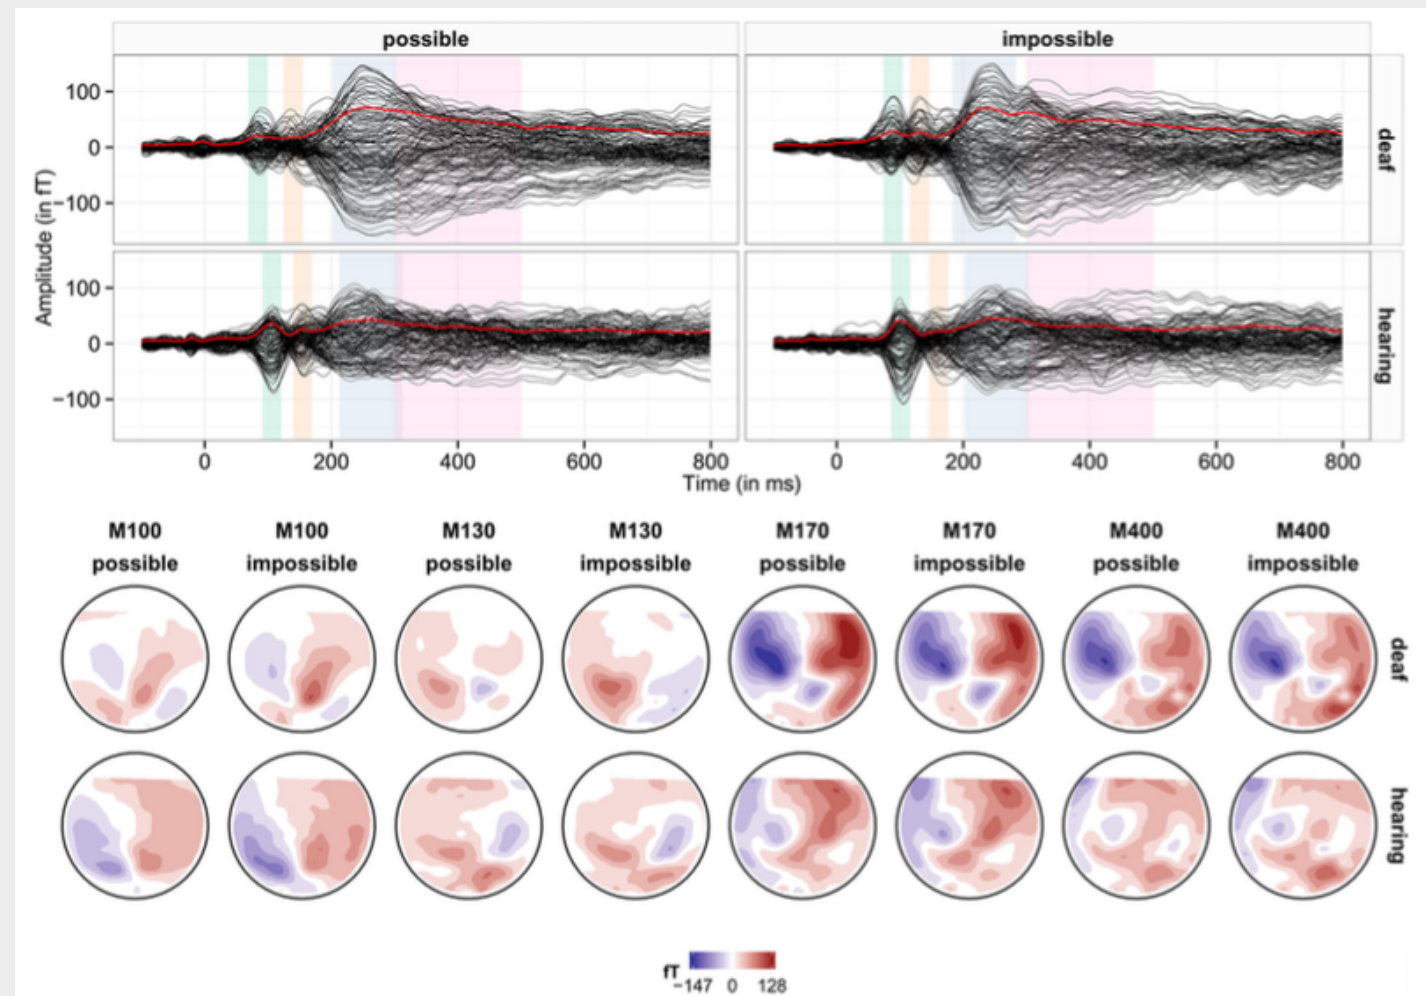 possible impossible
100
0
−100
deaf
100
0
−100
hearing
Amplitude (in fT)
0 200 400 600 800 0 200 400 600 800
Time (in ms)
M100 M100 M130 M130 M170 M170 M400 M400
possible impossible possible impossible possible impossible possible impossible
deaf
hearing
fT
−147 0 128